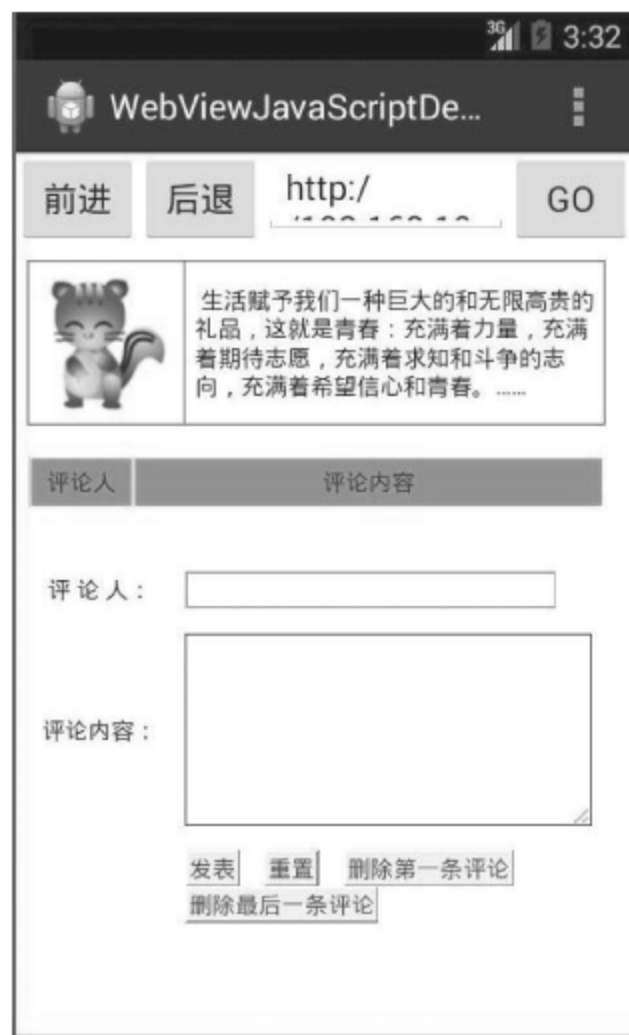 3G 3:32
WebViewJavaScriptDe...
前进 后退 http:/ GO
生活赋予我们一种巨大的和无限高贵的
礼品，这就是青春：充满着力量，充满
着期待志愿，充满着求知和斗争的志
向，充满着希望信心和青春。……
评论人 评论内容
评 论 人：
评论内容：
发表 重置 删除第一条评论
删除最后一条评论